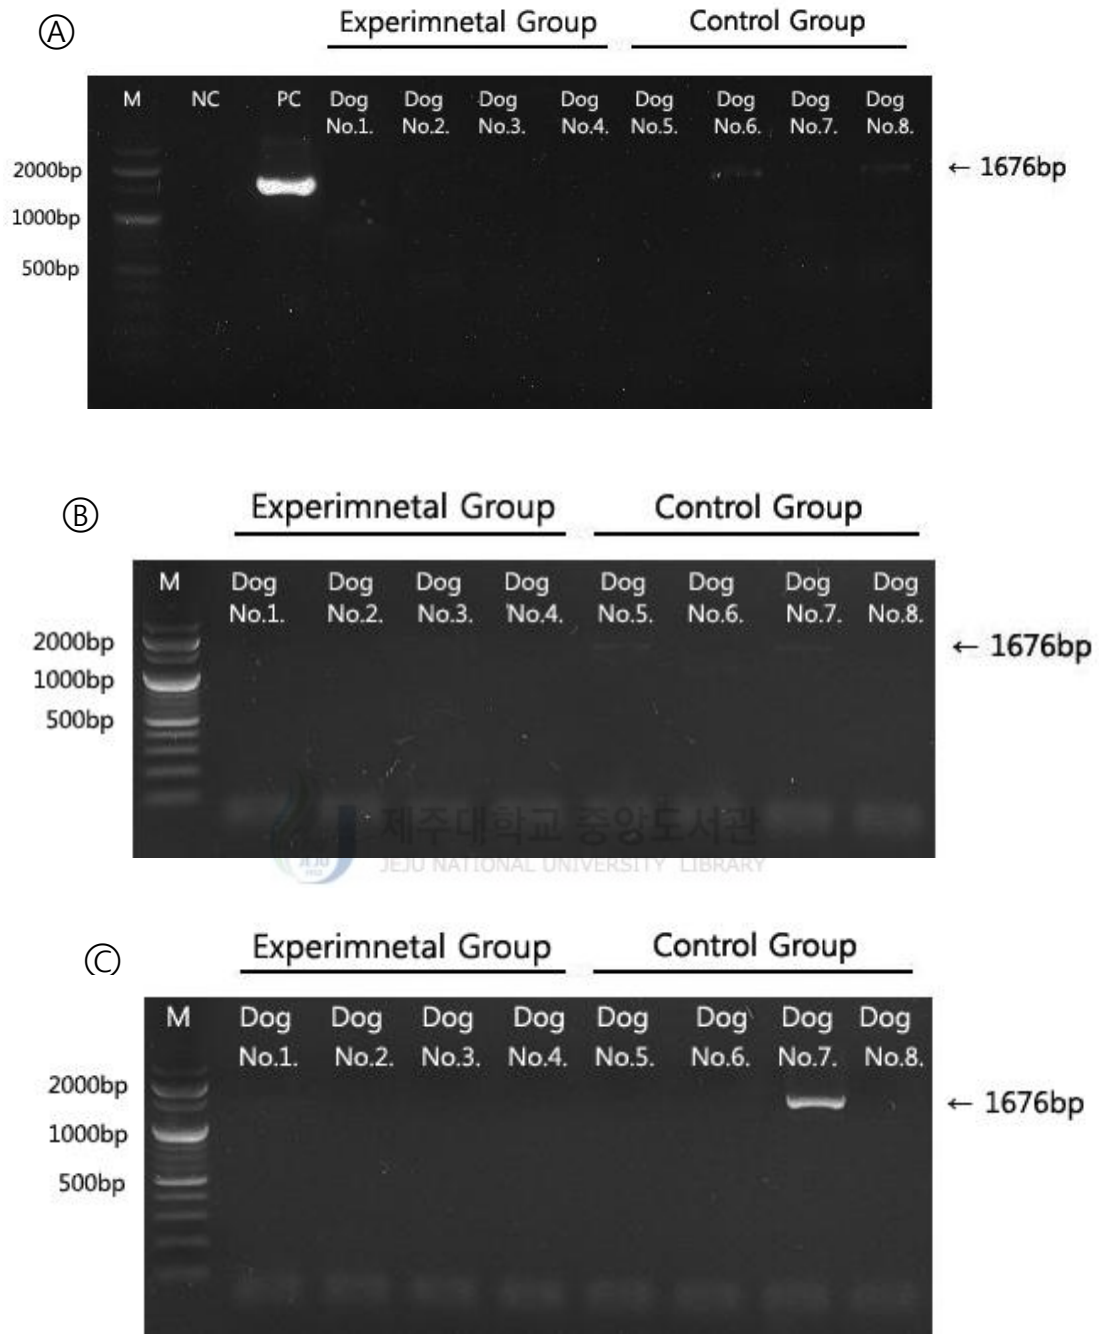 Ⓐ
Experimnetal Group Control Group
M NC PC Dog No.1. Dog No.2. Dog No.3. Dog No.4. Dog No.5. Dog No.6. Dog No.7. Dog No.8.
2000bp
← 1676bp
1000bp
500bp
Ⓑ
Experimnetal Group Control Group
M Dog No.1. Dog No.2. Dog No.3. Dog No.4. Dog No.5. Dog No.6. Dog No.7. Dog No.8.
2000bp
← 1676bp
1000bp
500bp
제주대학교 중앙도서관
JEJU NATIONAL UNIVERSITY LIBRARY
JEJU
1952
Ⓒ
Experimnetal Group Control Group
M Dog No.1. Dog No.2. Dog No.3. Dog No.4. Dog No.5. Dog No.6. Dog No.7. Dog No.8.
2000bp
← 1676bp
1000bp
500bp